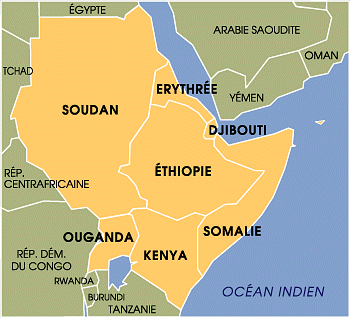 ÉGYPTE
ARABIE SAOUDITE
OMAN
TCHAD
ERYTHRÉE
YÉMEN
SOUDAN
DJIBOUTI
ÉTHIOPIE
RÉP.
CENTRAFRICAINE
OUGANDA
SOMALIE
RÉP. DÉM.
DU CONGO
KENYA
RWANDA
BURUNDI
TANZANIE
OCÉAN INDIEN